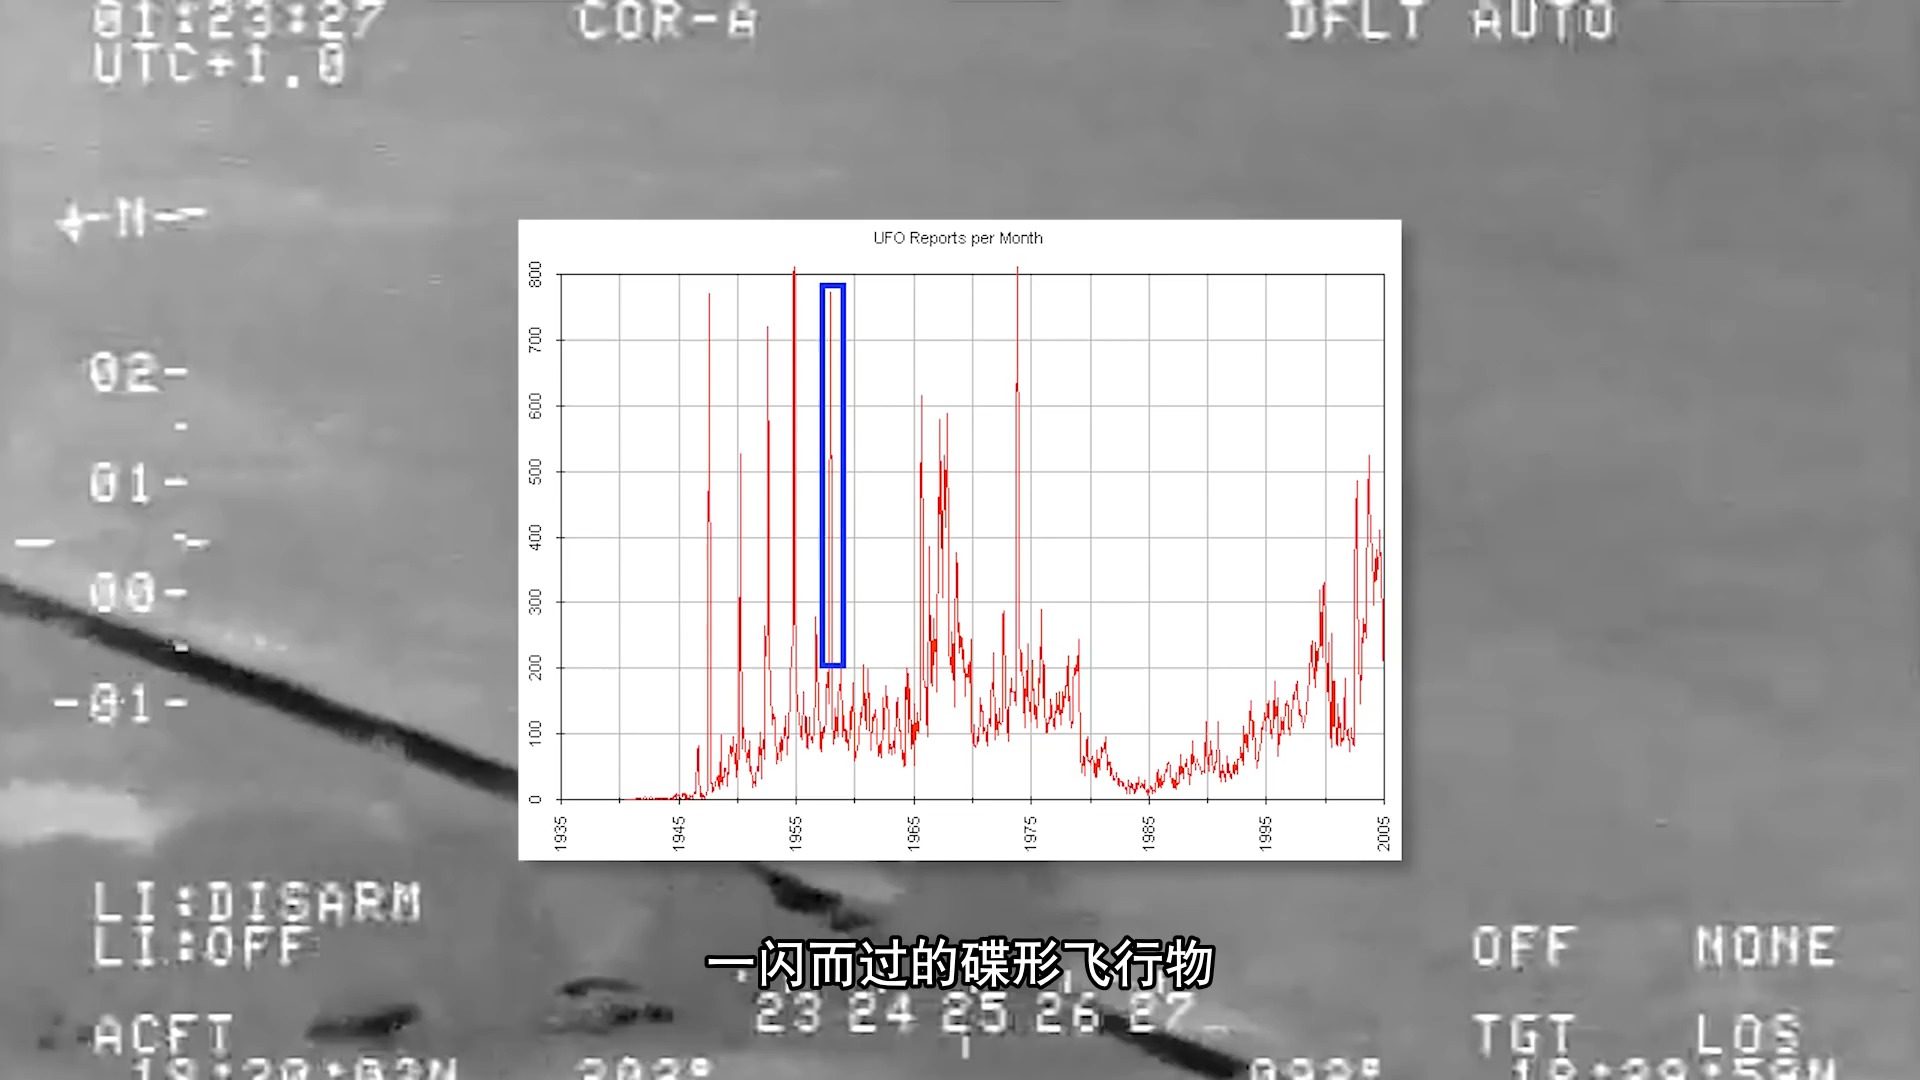 01:23:27
UTC+1.0
COR-A
DFLT AUTO
N
02
01
00
-01
UFO Reports per Month
800
700
600
500
400
300
200
100
0
1935
1945
1955
1965
1975
1985
1995
2005
LI:DISARM
LI:OFF
OFF NONE
一闪而过的碟形飞行物
23 24 25 26 27
ACFT
TGT LOS